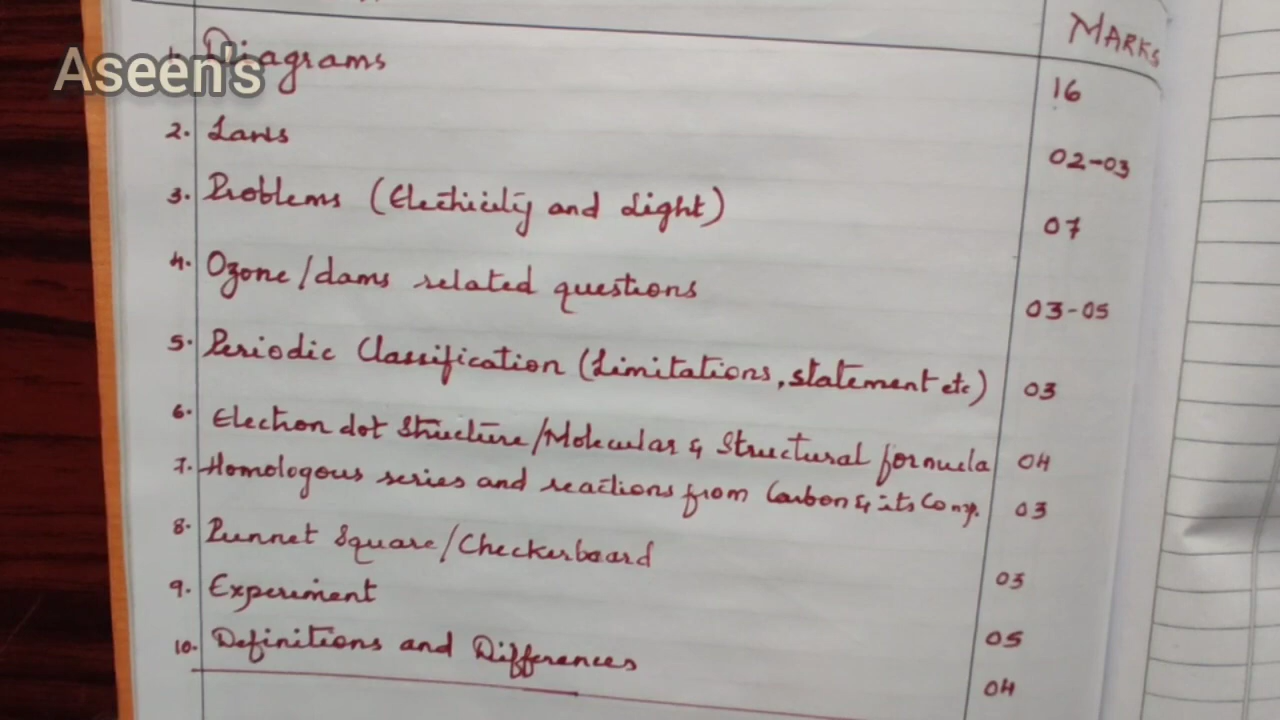 MARKS
Aseen's
1. Diagrams 16
2. Laws 02-03
3. Problems (Electricity and Light) 07
4. Ozone/dams related questions 03-05
5. Periodic Classification (Limitations, statement etc) 03
6. Electron dot Structure/Molecular & Structural formula 04
7. Homologous series and reactions from Carbon & its Comp. 03
8. Punnet Square/Checkerboard 03
9. Experiment 05
10. Definitions and Differences 04